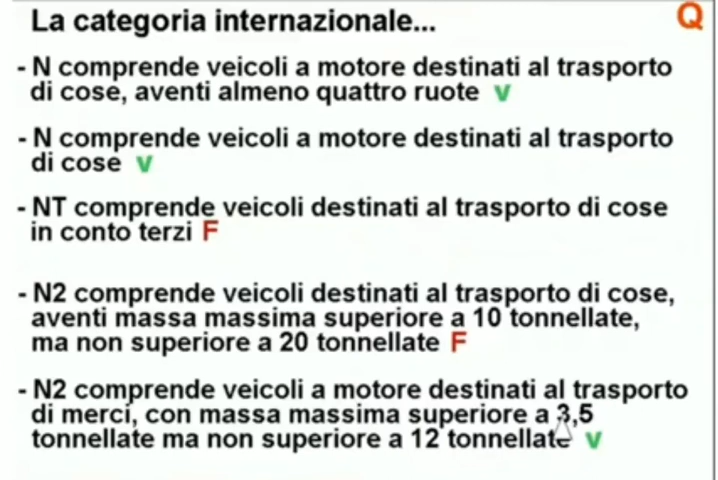 La categoria internazionale... Q
- N comprende veicoli a motore destinati al trasporto
di cose, aventi almeno quattro ruote V
- N comprende veicoli a motore destinati al trasporto
di cose V
- NT comprende veicoli destinati al trasporto di cose
in conto terzi F
- N2 comprende veicoli destinati al trasporto di cose,
aventi massa massima superiore a 10 tonnellate,
ma non superiore a 20 tonnellate F
- N2 comprende veicoli a motore destinati al trasporto
di merci, con massa massima superiore a 3,5
tonnellate ma non superiore a 12 tonnellate V